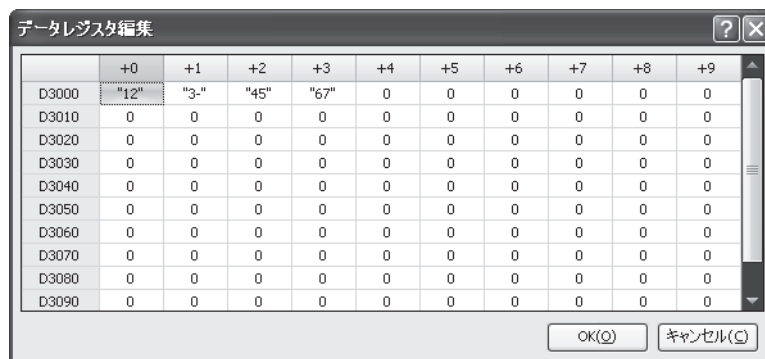 データレジスタ編集
+0 +1 +2 +3 +4 +5 +6 +7 +8 +9
D3000 "12" "3-" "45" "67" 0 0 0 0 0 0
D3010 0 0 0 0 0 0 0 0 0 0
D3020 0 0 0 0 0 0 0 0 0 0
D3030 0 0 0 0 0 0 0 0 0 0
D3040 0 0 0 0 0 0 0 0 0 0
D3050 0 0 0 0 0 0 0 0 0 0
D3060 0 0 0 0 0 0 0 0 0 0
D3070 0 0 0 0 0 0 0 0 0 0
D3080 0 0 0 0 0 0 0 0 0 0
D3090 0 0 0 0 0 0 0 0 0 0
OK(O) キャンセル(C)